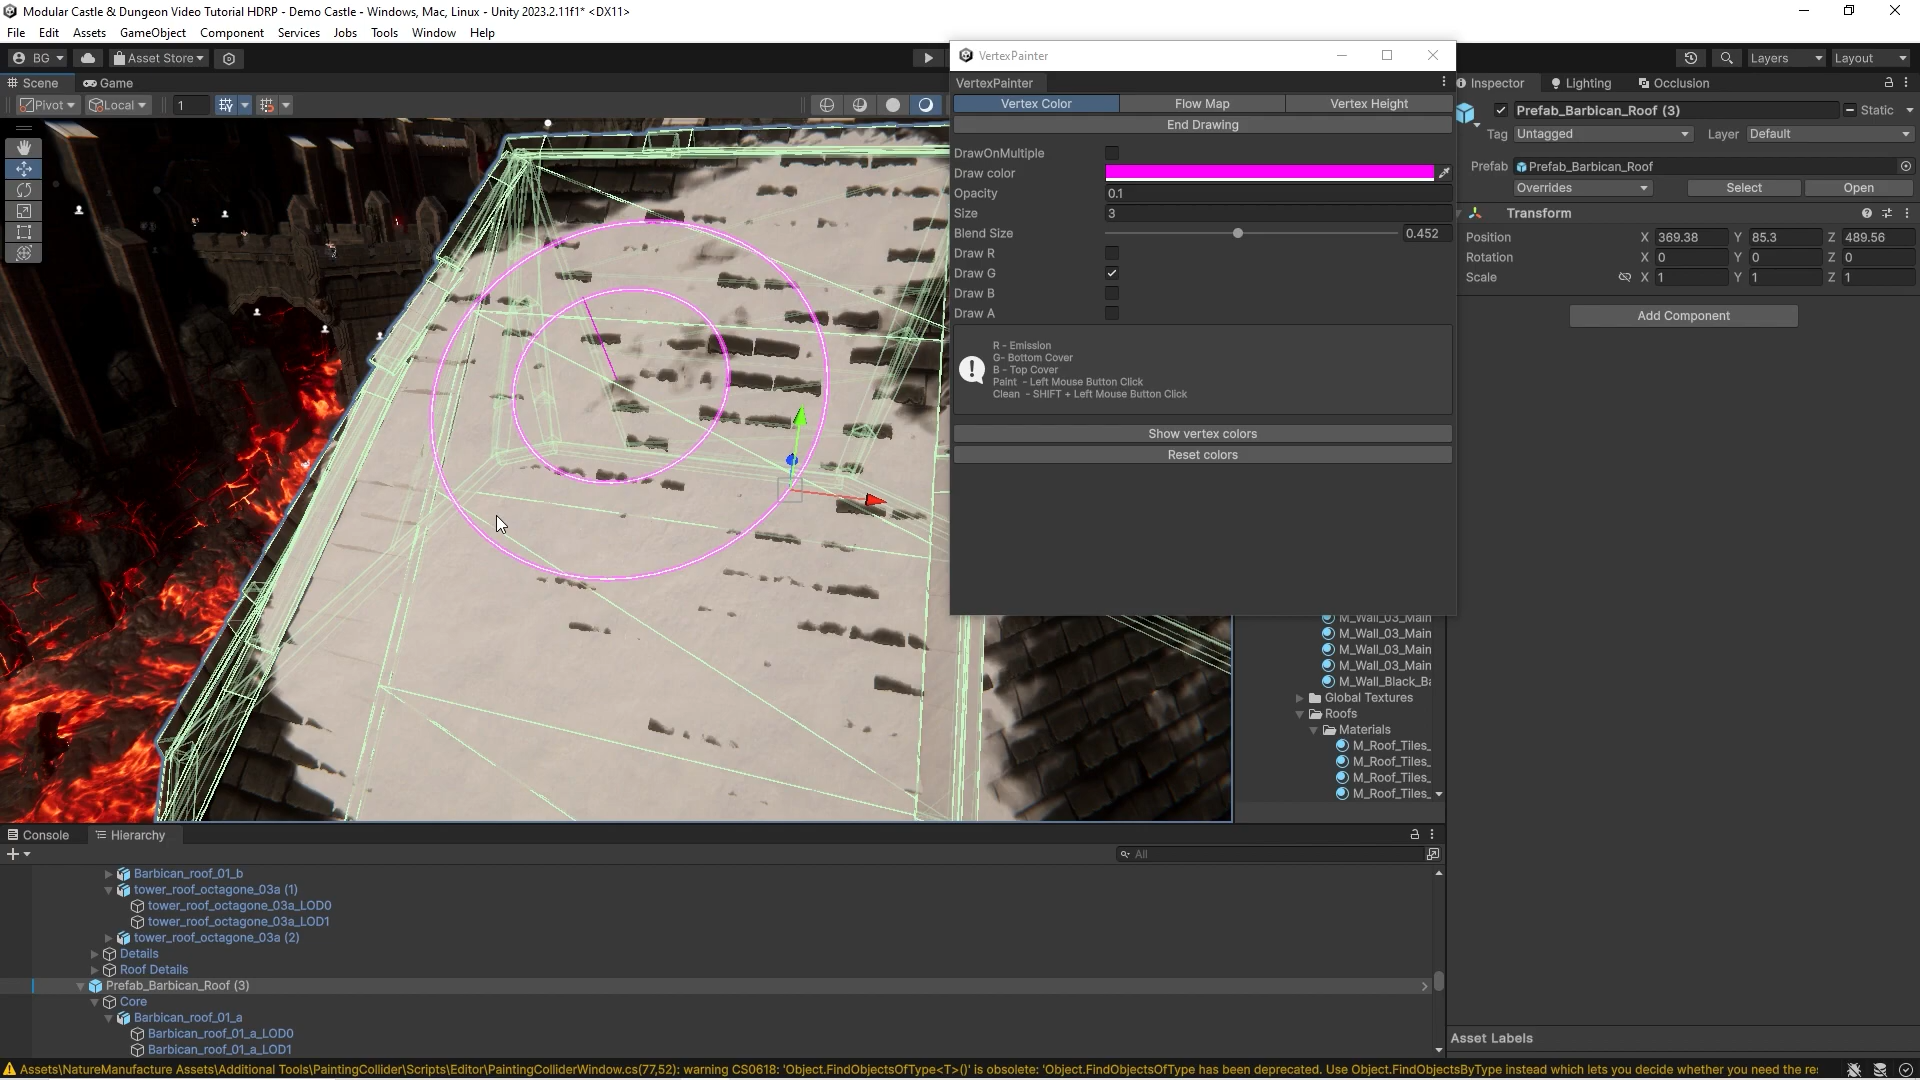 Modular Castle & Dungeon Video Tutorial HDRP - Demo Castle - Windows, Mac, Linux - Unity 2023.2.11f1* <DX11>
File Edit Assets GameObject Component Services Jobs Tools Window Help
BG Asset Store Layers Layout
Scene Game
Pivot Local 1
VertexPainter
VertexPainter
Vertex Color Flow Map Vertex Height
End Drawing
DrawOnMultiple
Draw color
Opacity 0.1
Size 3
Blend Size 0.452
Draw R
Draw G
Draw B
Draw A
R - Emission
G- Bottom Cover
B - Top Cover
Paint - Left Mouse Button Click
Clean - SHIFT + Left Mouse Button Click
Show vertex colors
Reset colors
Inspector Lighting Occlusion
Prefab_Barbican_Roof (3) Static
Tag Untagged Layer Default
Prefab Prefab_Barbican_Roof
Overrides Select Open
Transform
Position X 369.38 Y 85.3 Z 489.56
Rotation X 0 Y 0 Z 0
Scale X 1 Y 1 Z 1
Add Component
M_Wall_03_Main
M_Wall_03_Main
M_Wall_03_Main
M_Wall_03_Main
M_Wall_Black_Ba
Global Textures
Roofs
Materials
M_Roof_Tiles_
M_Roof_Tiles_
M_Roof_Tiles_
M_Roof_Tiles_
Console Hierarchy
All
Barbican_roof_01_b
tower_roof_octagone_03a (1)
tower_roof_octagone_03a_LOD0
tower_roof_octagone_03a_LOD1
tower_roof_octagone_03a (2)
Details
Roof Details
Prefab_Barbican_Roof (3)
Core
Barbican_roof_01_a
Barbican_roof_01_a_LOD0
Barbican_roof_01_a_LOD1
Asset Labels
Assets\NatureManufacture Assets\Additional Tools\PaintingCollider\Scripts\Editor\PaintingColliderWindow.cs(77,52): warning CS0618: 'Object.FindObjectsOfType<T>()' is obsolete: 'Object.FindObjectsOfType has been deprecated. Use Object.FindObjectsByType instead which lets you decide whether you need the res